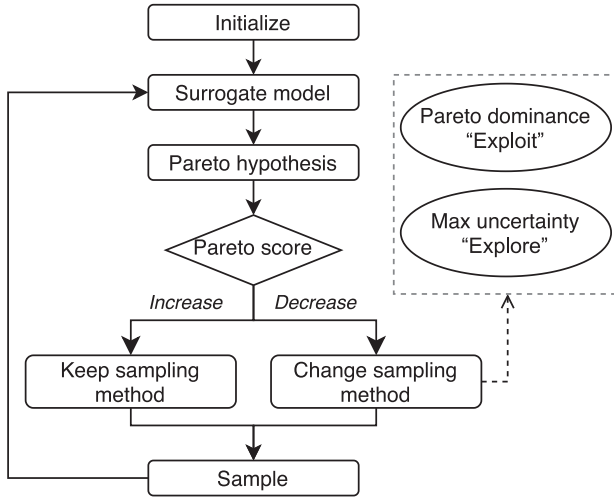 Initialize
Surrogate model
Pareto hypothesis
Pareto score
Increase
Decrease
Keep sampling
method
Change sampling
method
Sample
Pareto dominance
“Exploit”
Max uncertainty
“Explore”